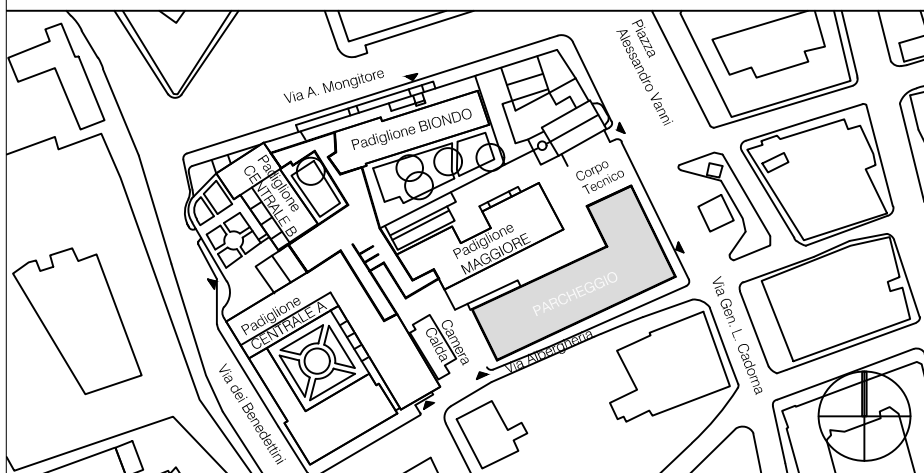 Via A. Mongitore
Piazza
Alessandro Vanni
Padiglione BIONDO
Padiglione
CENTRALE B
Corpo
Tecnico
Padiglione
MAGGIORE
PARCHEGGIO
Padiglione
CENTRALE A
Camera
Calda
Via Albergheria
Via Gen. L. Cadorna
Via dei Benedettini